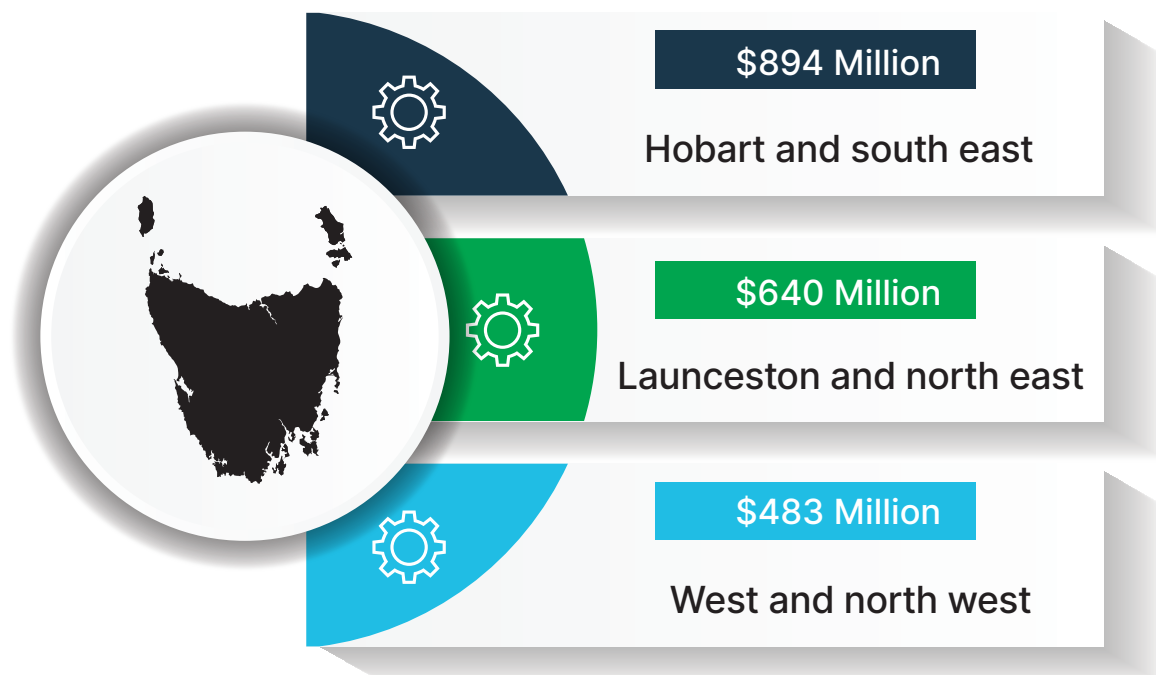 $894 Million
Hobart and south east
$640 Million
Launceston and north east
$483 Million
West and north west